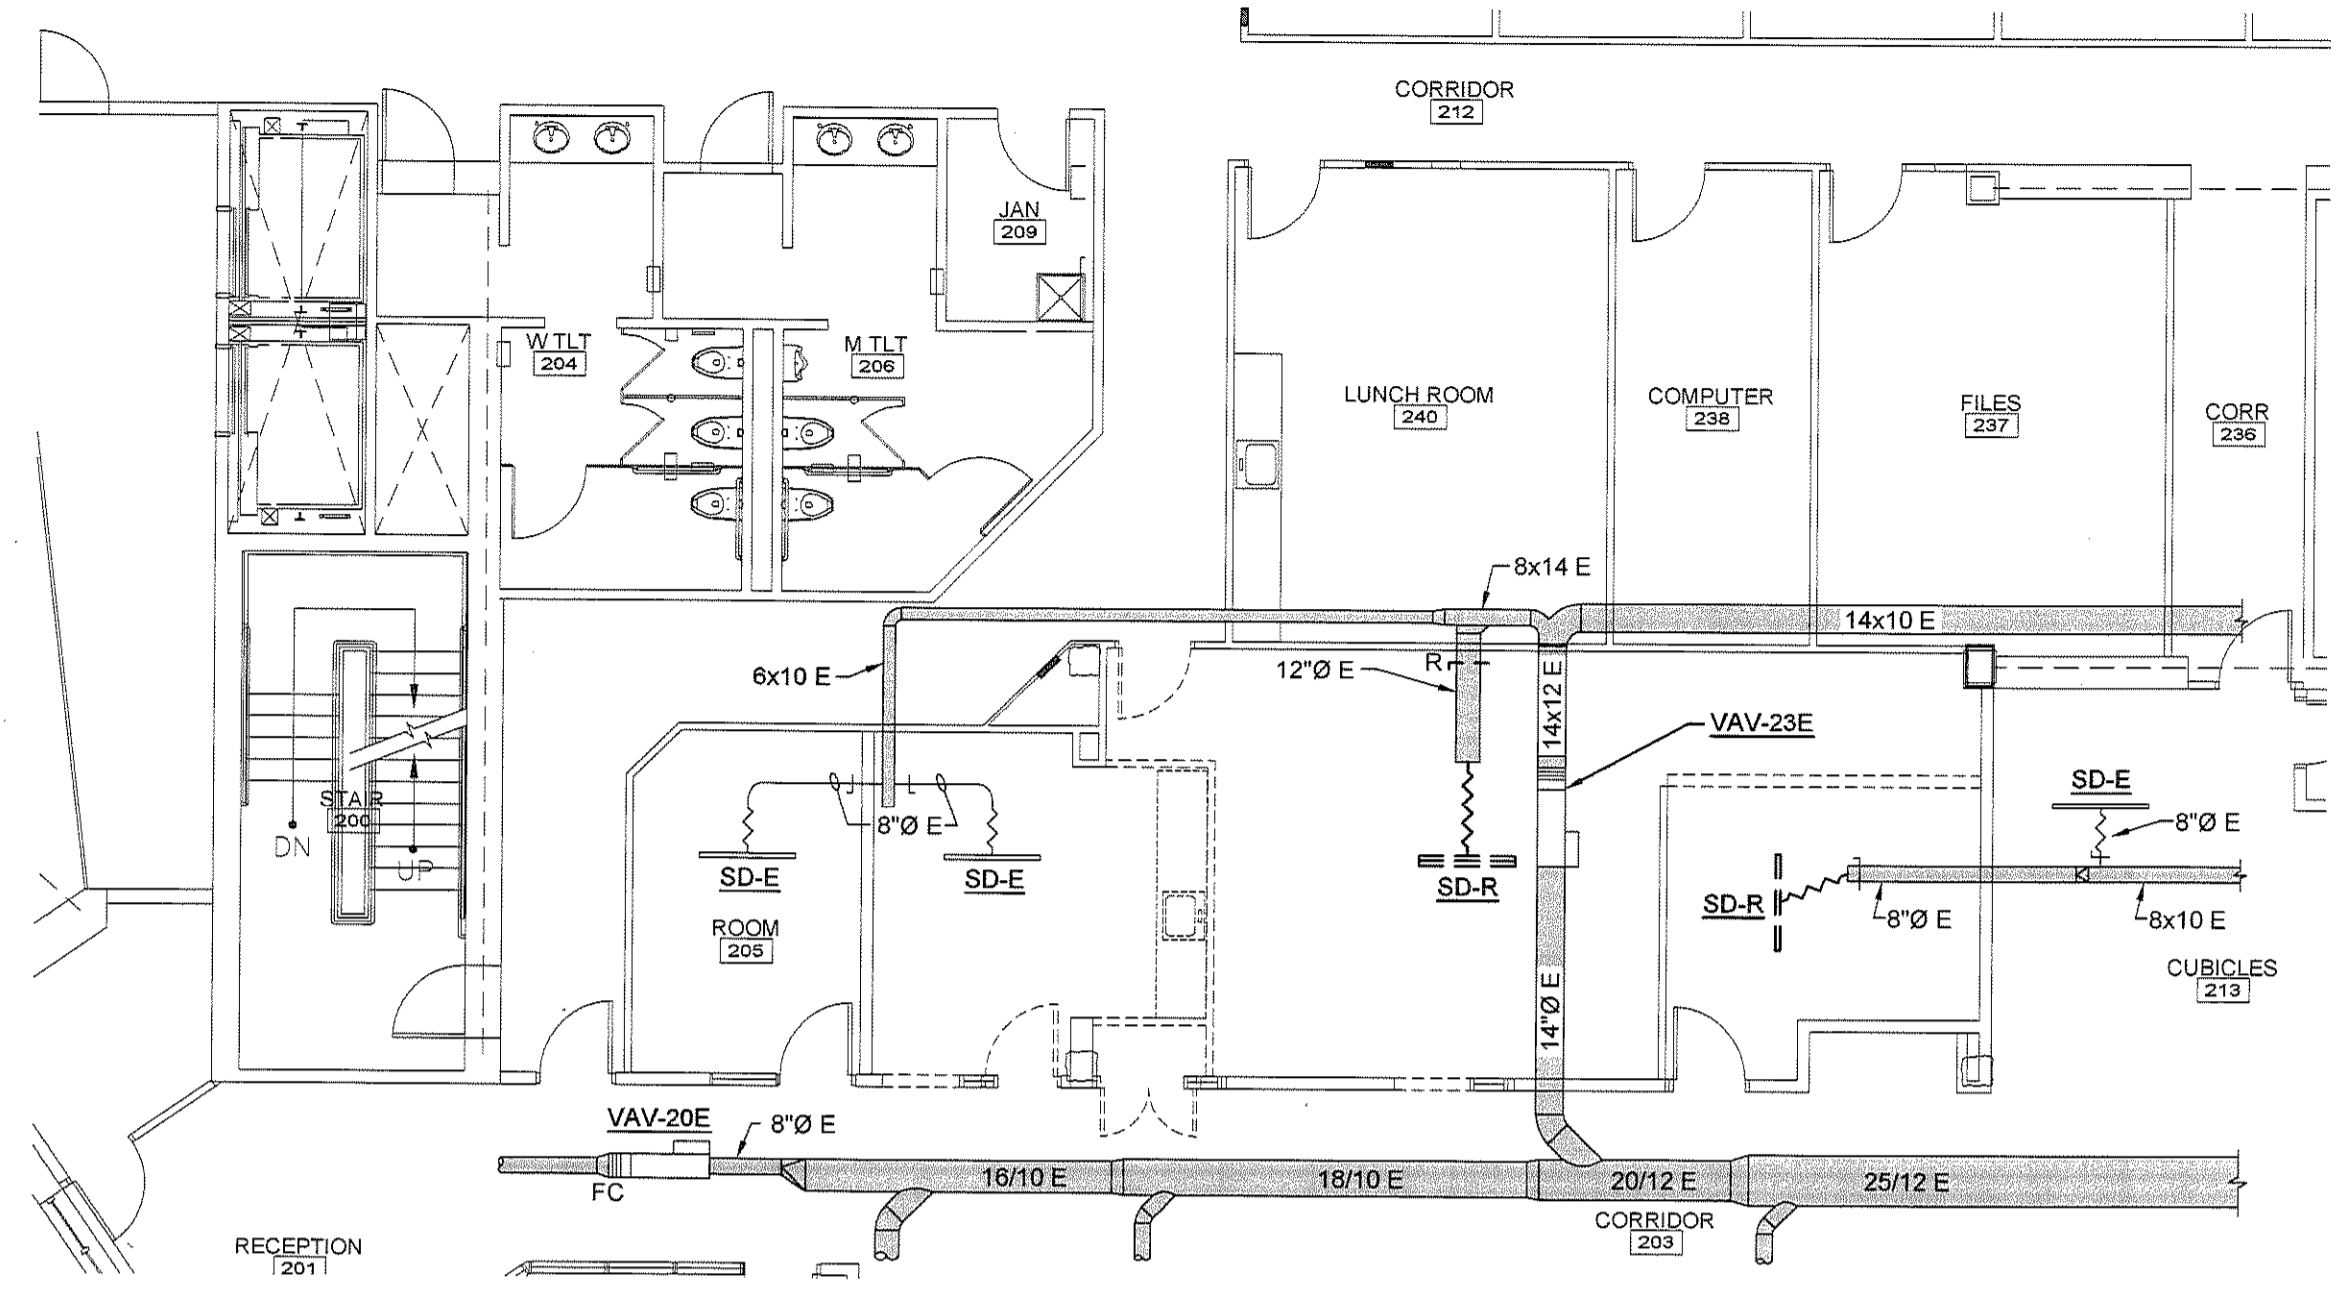 CORRIDOR
212
JAN
209
W TLT
204
M TLT
206
LUNCH ROOM
240
COMPUTER
238
FILES
237
CORR
236
8x14 E
14x10 E
6x10 E
12"Ø E
R
14x12 E
VAV-23E
STAIR
200
DN
UP
8"Ø E
SD-E
SD-E
SD-R
SD-E
8"Ø E
SD-R
8"Ø E
8x10 E
ROOM
205
CUBICLES
213
14"Ø E
VAV-20E
8"Ø E
FC
16/10 E
18/10 E
20/12 E
25/12 E
CORRIDOR
203
RECEPTION
201